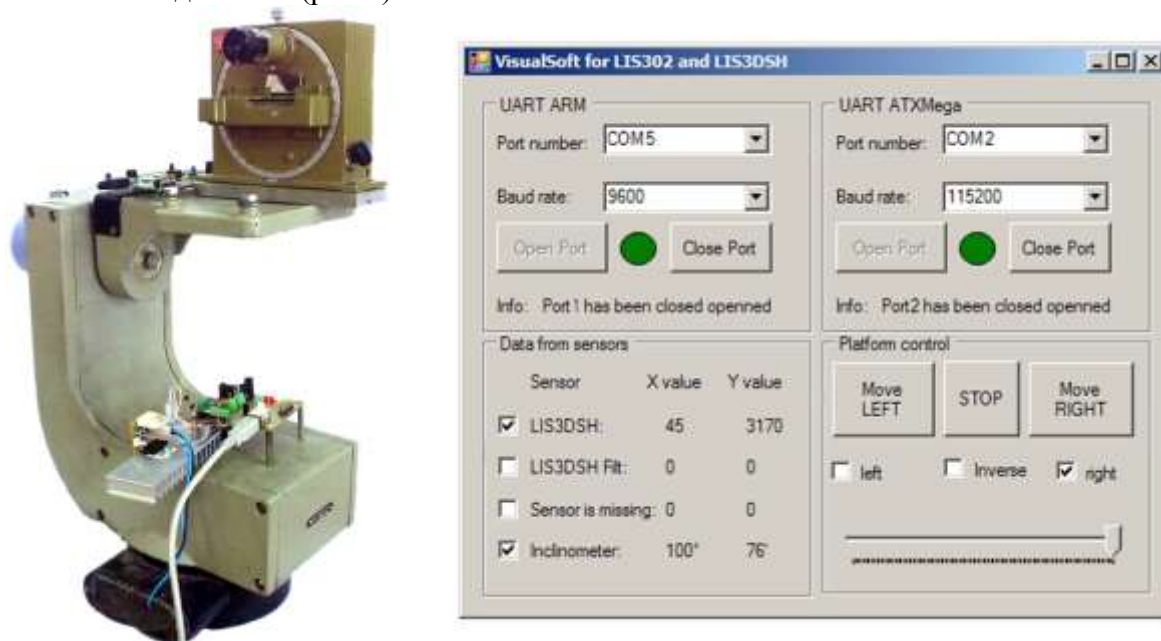 VisualSoft for LIS302 and LIS3DSH
UART ARM
Port number: COM5
Baud rate: 9600
Open Port Close Port
Info: Port1 has been closed openned
UART ATXMega
Port number: COM2
Baud rate: 115200
Open Port Close Port
Info: Port2 has been closed openned
Data from sensors
Sensor X value Y value
LIS3DSH: 45 3170
LIS3DSH Filt: 0 0
Sensor is missing: 0 0
Inclinometer: 100° 76'
Platform control
Move LEFT
STOP
Move RIGHT
left Inverse right